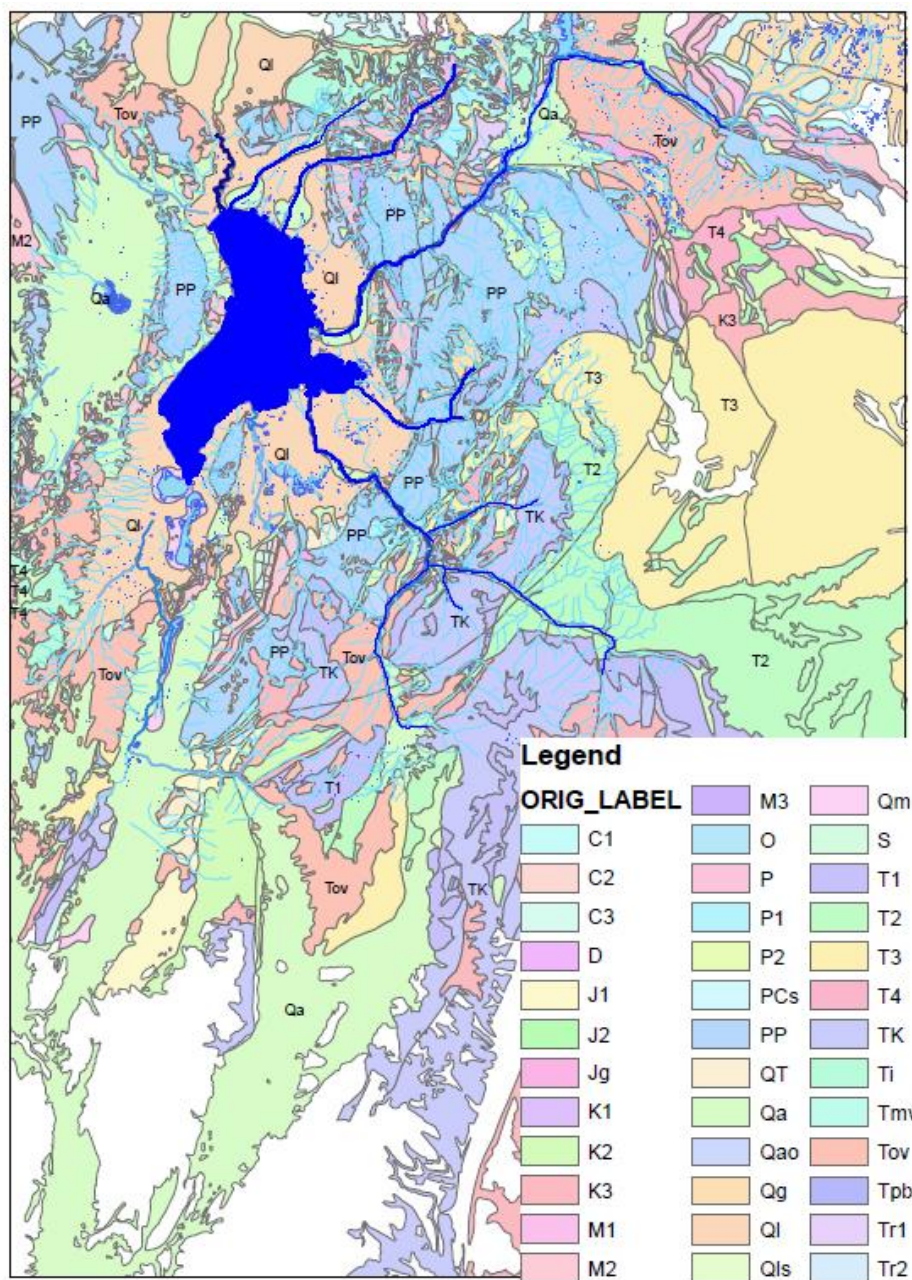 Ql
PP
Tov
Qa
Tov
M2
PP
T4
Ql
PP
Qa
PP
K3
T3
T3
Ql
T2
PP
TK
Ql
PP
T4
T4
T4
TK
T2
PP
Tov
Tov
TK
T1
Tov
TK
Qa
Legend
ORIG_LABEL
C1
C2
C3
D
J1
J2
Jg
K1
K2
K3
M1
M2
M3
O
P
P1
P2
PCs
PP
QT
Qa
Qao
Qg
Ql
Qls
Qm
S
T1
T2
T3
T4
TK
Ti
Tmv
Tov
Tpb
Tr1
Tr2